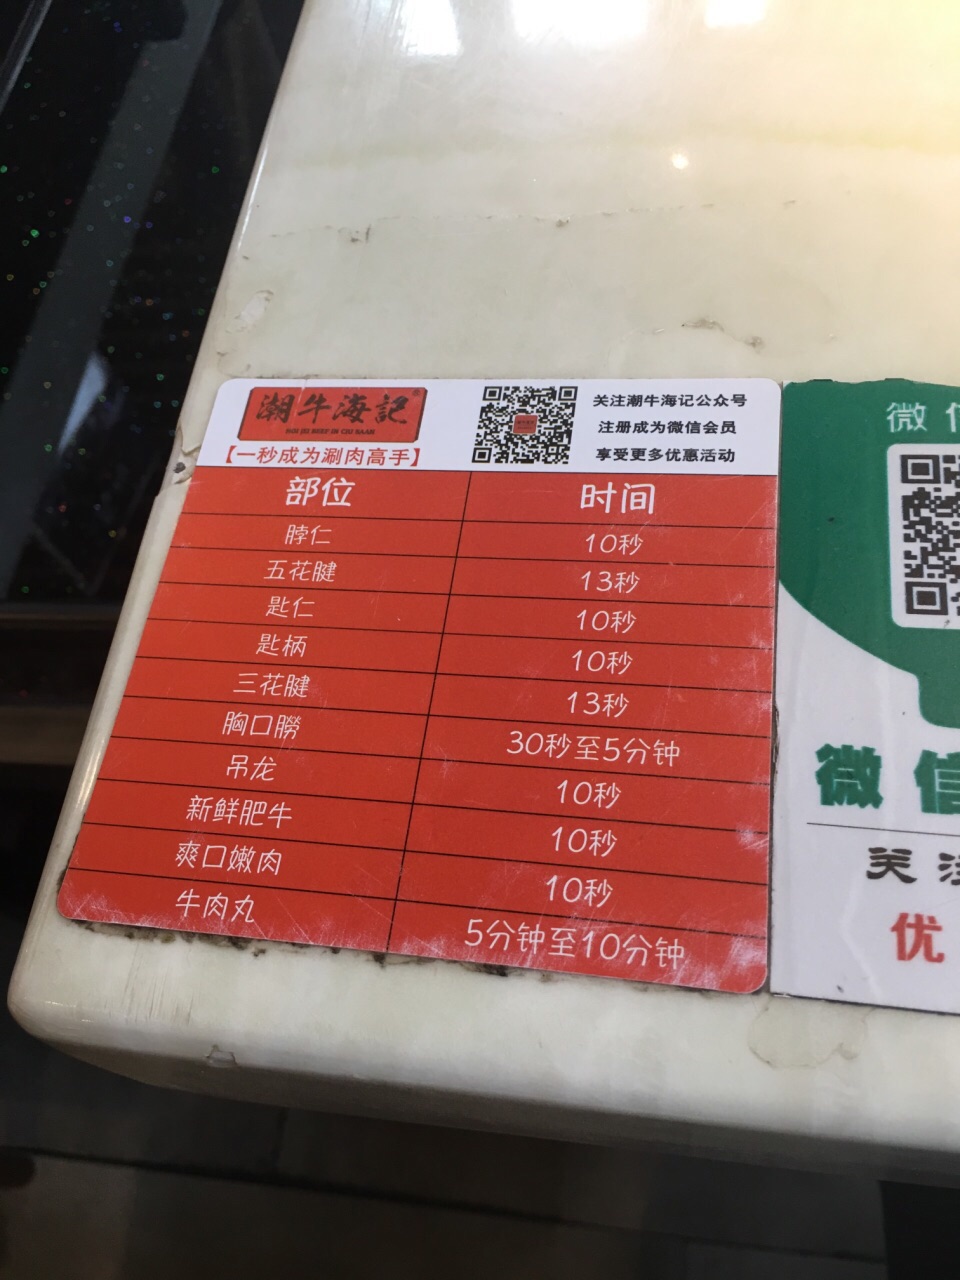 潮牛海記
HOI JEI BEEF IN CIU SAAN
【一秒成为涮肉高手】
关注潮牛海记公众号
注册成为微信会员
享受更多优惠活动
部位 时间
脖仁 10秒
五花腱 13秒
匙仁 10秒
匙柄 10秒
三花腱 13秒
胸口朥 30秒至5分钟
吊龙 10秒
新鲜肥牛 10秒
爽口嫩肉 10秒
牛肉丸 5分钟至10分钟
微信
微信
关注
优